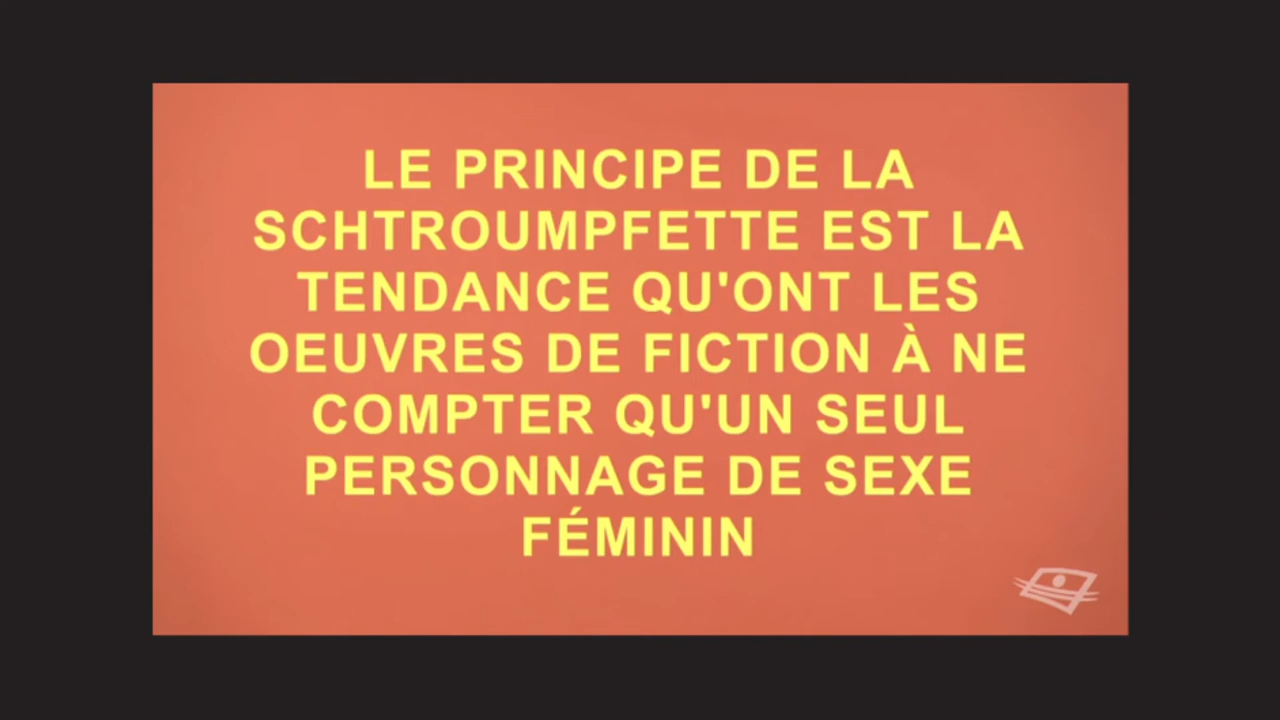 LE PRINCIPE DE LA
SCHTROUMPFETTE EST LA
TENDANCE QU'ONT LES
OEUVRES DE FICTION À NE
COMPTER QU'UN SEUL
PERSONNAGE DE SEXE
FÉMININ